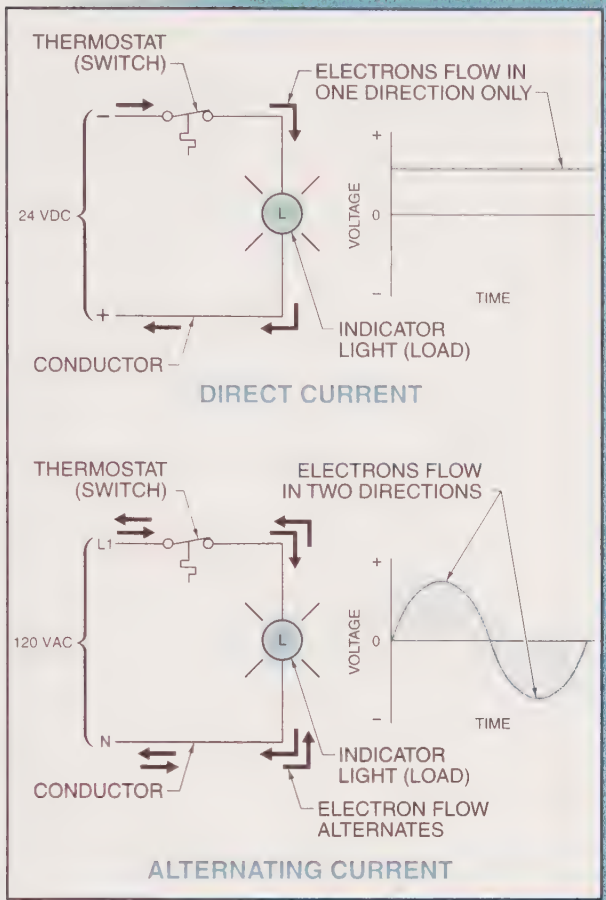 THERMOSTAT
(SWITCH)
ELECTRONS FLOW IN
ONE DIRECTION ONLY
−
24 VDC
L
+
+
0
−
VOLTAGE
TIME
INDICATOR
LIGHT (LOAD)
CONDUCTOR
DIRECT CURRENT
THERMOSTAT
(SWITCH)
ELECTRONS FLOW
IN TWO DIRECTIONS
L1
120 VAC
L
N
+
0
−
VOLTAGE
TIME
INDICATOR
LIGHT (LOAD)
CONDUCTOR
ELECTRON FLOW
ALTERNATES
ALTERNATING CURRENT